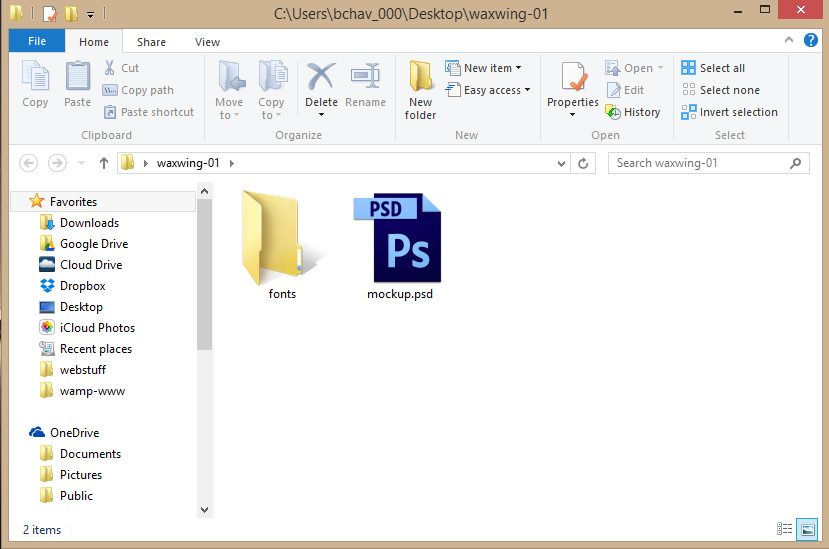 C:\Users\bchav_000\Desktop\waxwing-01
File Home Share View
Copy
Paste
Cut
Copy path
Paste shortcut
Clipboard
Move to
Copy to
Delete
Rename
Organize
New folder
New item
Easy access
New
Properties
Open
Edit
History
Open
Select all
Select none
Invert selection
Select
waxwing-01
Search waxwing-01
Favorites
Downloads
Google Drive
Cloud Drive
Dropbox
Desktop
iCloud Photos
Recent places
webstuff
wamp-www
OneDrive
Documents
Pictures
Public
fonts
PSD
Ps
mockup.psd
2 items